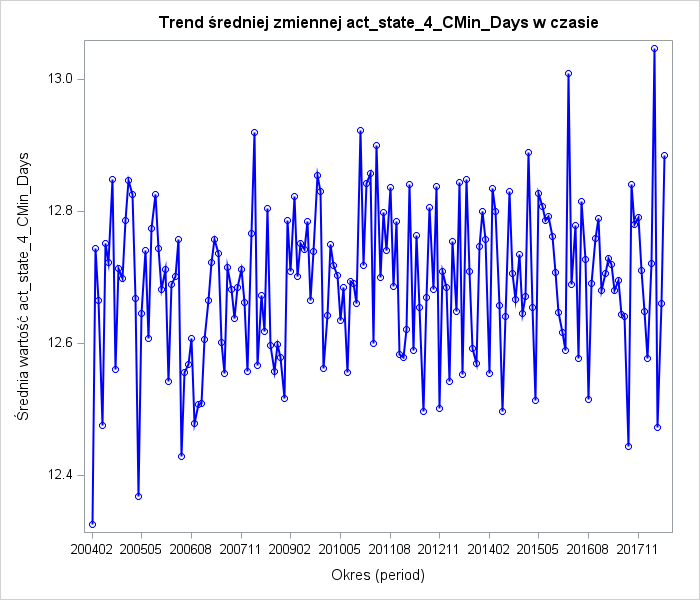 Trend średniej zmiennej act_state_4_CMin_Days w czasie
Średnia wartość act_state_4_CMin_Days
13.0
12.8
12.6
12.4
200402 200505 200608 200711 200902 201005 201108 201211 201402 201505 201608 201711
Okres (period)